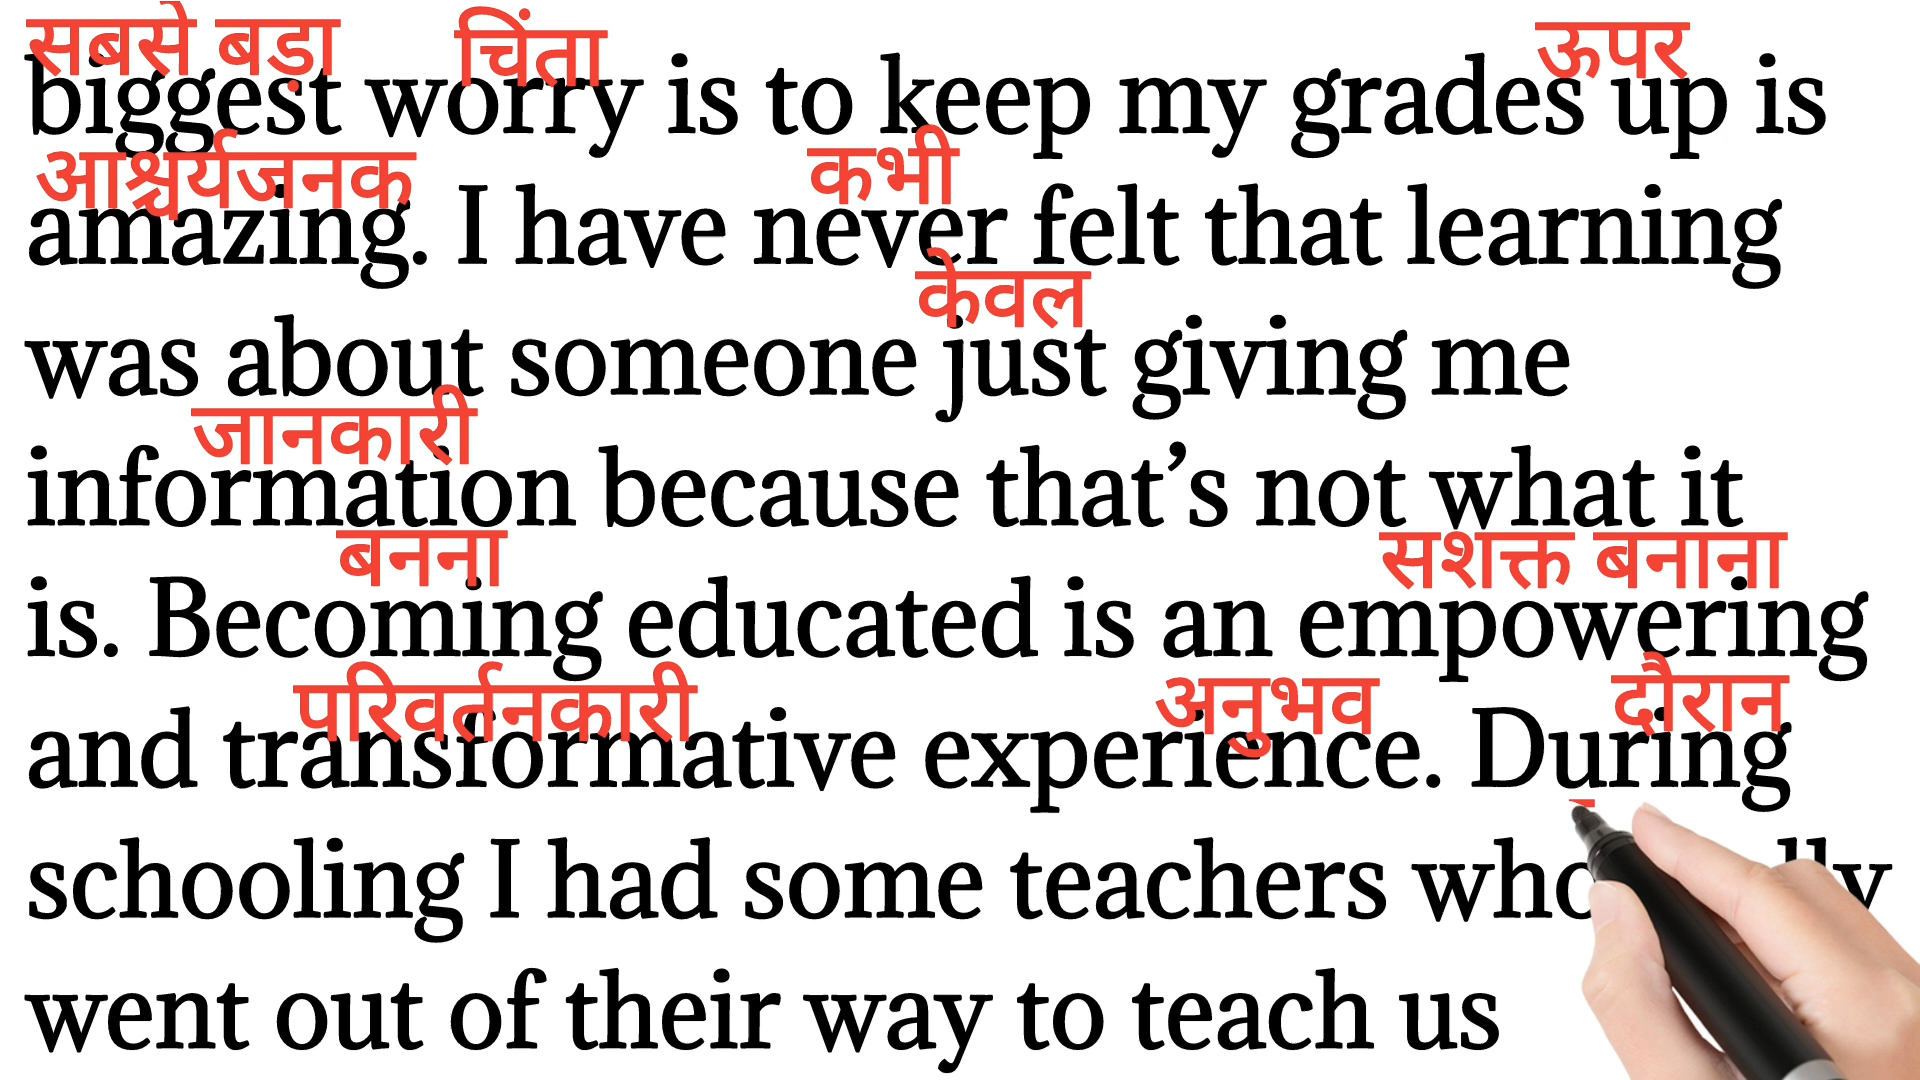 सबसे बड़ा चिंता ऊपर
biggest worry is to keep my grades up is
आश्चर्यजनक कभी
amazing. I have never felt that learning
केवल
was about someone just giving me
जानकारी
information because that’s not what it
बनना सशक्त बनाना
is. Becoming educated is an empowering
परिवर्तनकारी अनुभव दौरान
and transformative experience. During
schooling I had some teachers who
went out of their way to teach us